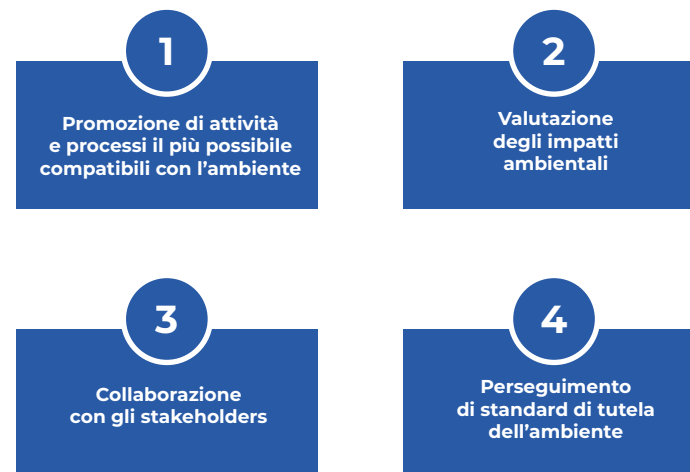 1
Promozione di attività
e processi il più possibile
compatibili con l’ambiente
2
Valutazione
degli impatti
ambientali
3
Collaborazione
con gli stakeholders
4
Perseguimento
di standard di tutela
dell’ambiente